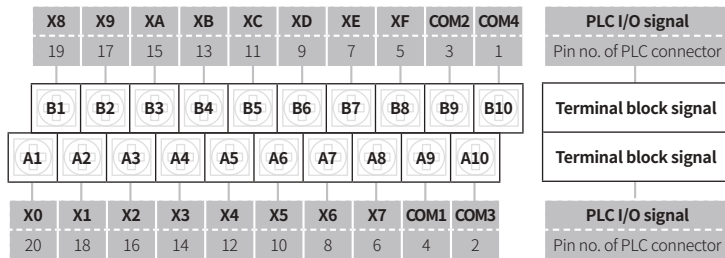 X8 X9 XA XB XC XD XE XF COM2 COM4 PLC I/O signal
19 17 15 13 11 9 7 5 3 1 Pin no. of PLC connector
B1 B2 B3 B4 B5 B6 B7 B8 B9 B10 Terminal block signal
A1 A2 A3 A4 A5 A6 A7 A8 A9 A10 Terminal block signal
X0 X1 X2 X3 X4 X5 X6 X7 COM1 COM3 PLC I/O signal
20 18 16 14 12 10 8 6 4 2 Pin no. of PLC connector